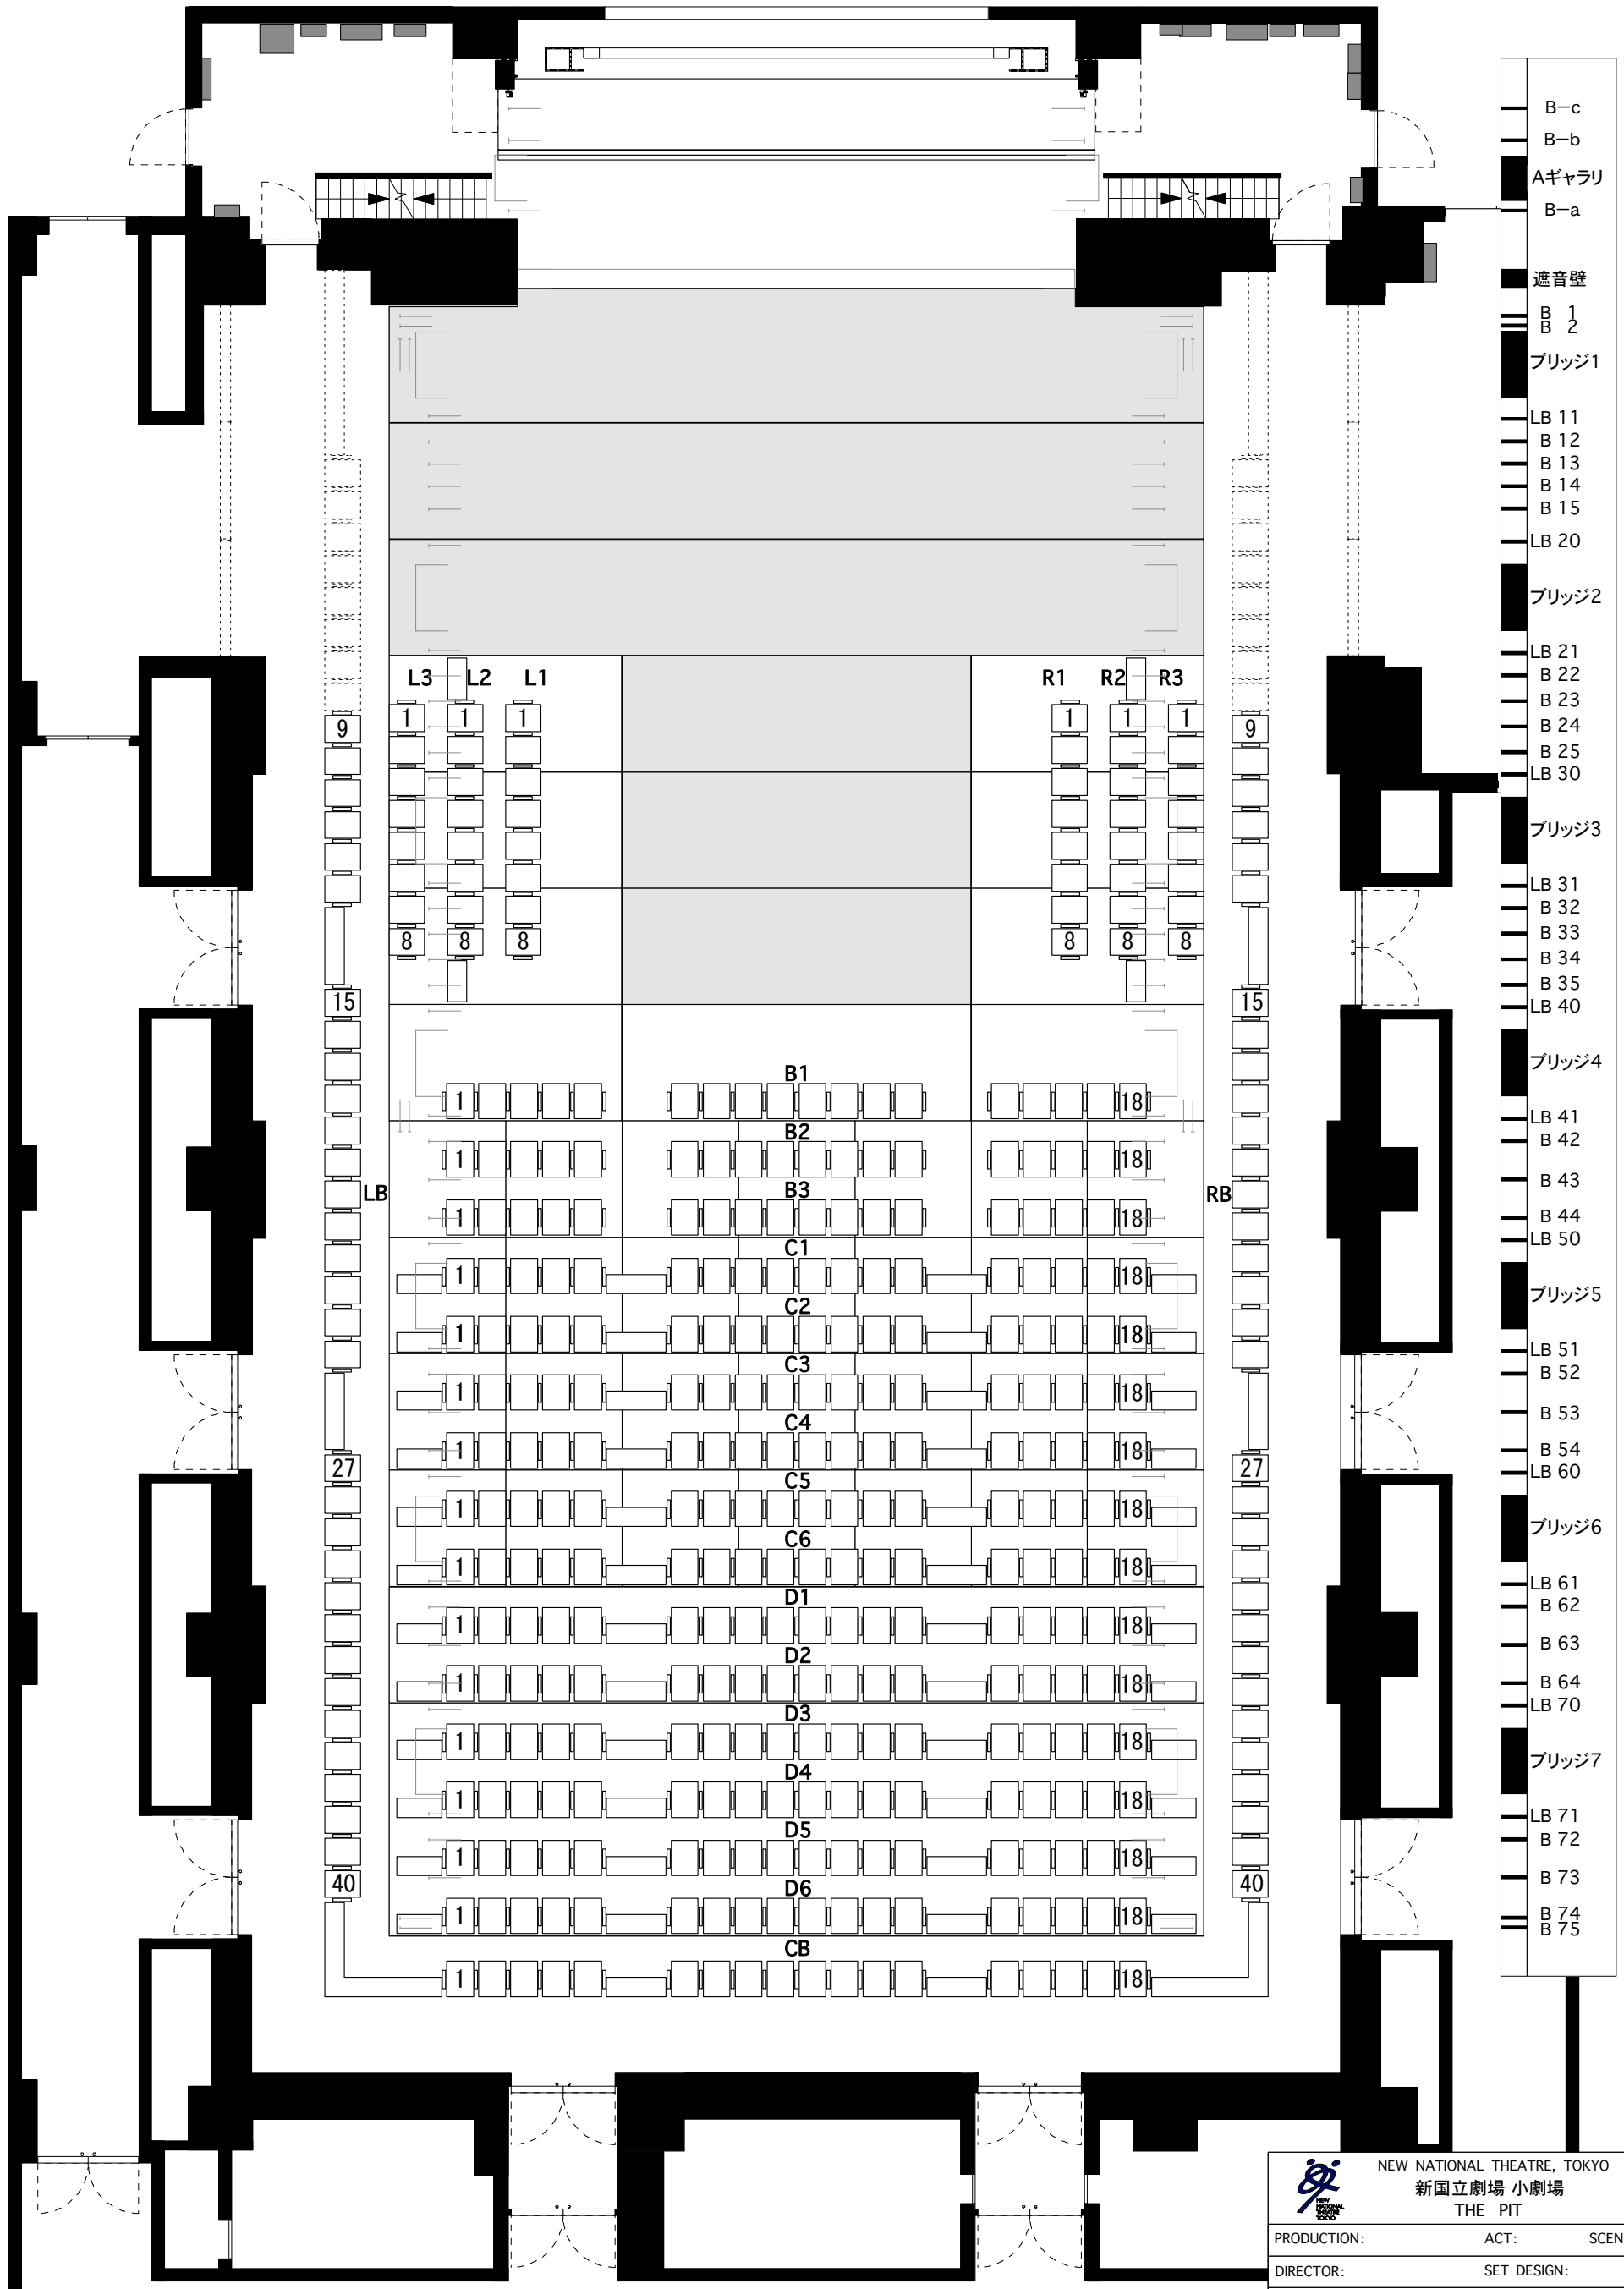 B-c
B-b
Aギャラリ
B-a
遮音壁
B 1
B 2
ブリッジ1
LB 11
B 12
B 13
B 14
B 15
LB 20
ブリッジ2
LB 21
B 22
B 23
B 24
B 25
LB 30
ブリッジ3
LB 31
B 32
B 33
B 34
B 35
LB 40
ブリッジ4
LB 41
B 42
B 43
B 44
LB 50
ブリッジ5
LB 51
B 52
B 53
B 54
LB 60
ブリッジ6
LB 61
B 62
B 63
B 64
LB 70
ブリッジ7
LB 71
B 72
B 73
B 74
B 75
L3 L2 L1 R1 R2 R3
9 1 1 1 1 1 1 9
8 8 8 8 8 8
15 15
B1
1 18
B2
1 18
LB B3 RB
1 18
C1
1 18
C2
1 18
C3
1 18
C4
1 18
27 27
C5
1 18
C6
1 18
D1
1 18
D2
1 18
D3
1 18
D4
1 18
D5
1 18
40 40
D6
1 18
CB
1 18
NEW NATIONAL THEATRE, TOKYO
新国立劇場 小劇場
THE PIT
NEW
NATIONAL
THEATRE
TOKYO
PRODUCTION: ACT: SCEN
DIRECTOR: SET DESIGN: